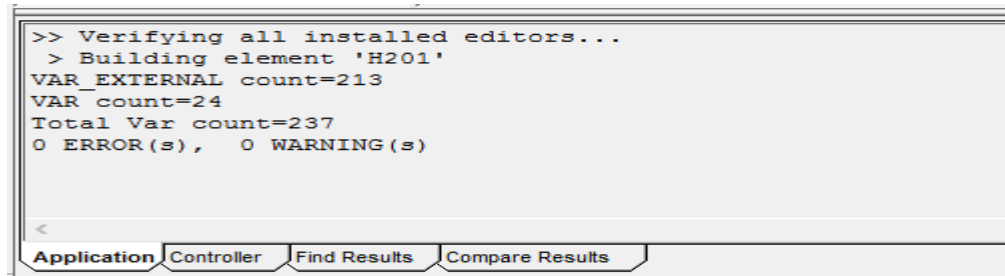 >> Verifying all installed editors...
> Building element 'H201'
VAR_EXTERNAL count=213
VAR count=24
Total Var count=237
0 ERROR(s),  0 WARNING(s)
<
Application Controller Find Results Compare Results